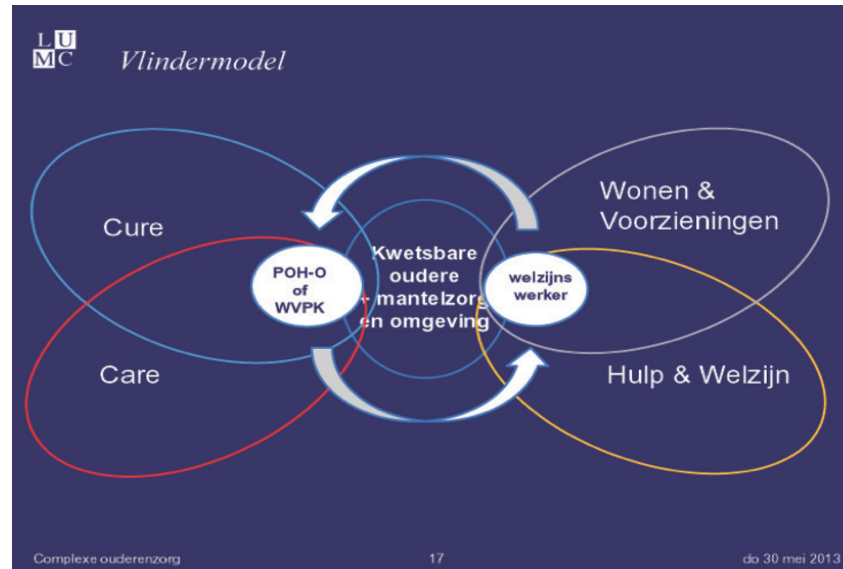 L U
M C
Vlindermodel
Cure
Care
POH-O
of
WVPK
Kwetsbare
oudere
+ mantelzorg
en omgeving
welzijns
werker
Wonen &
Voorzieningen
Hulp & Welzijn
Complexe ouderenzorg
17
do 30 mei 2013